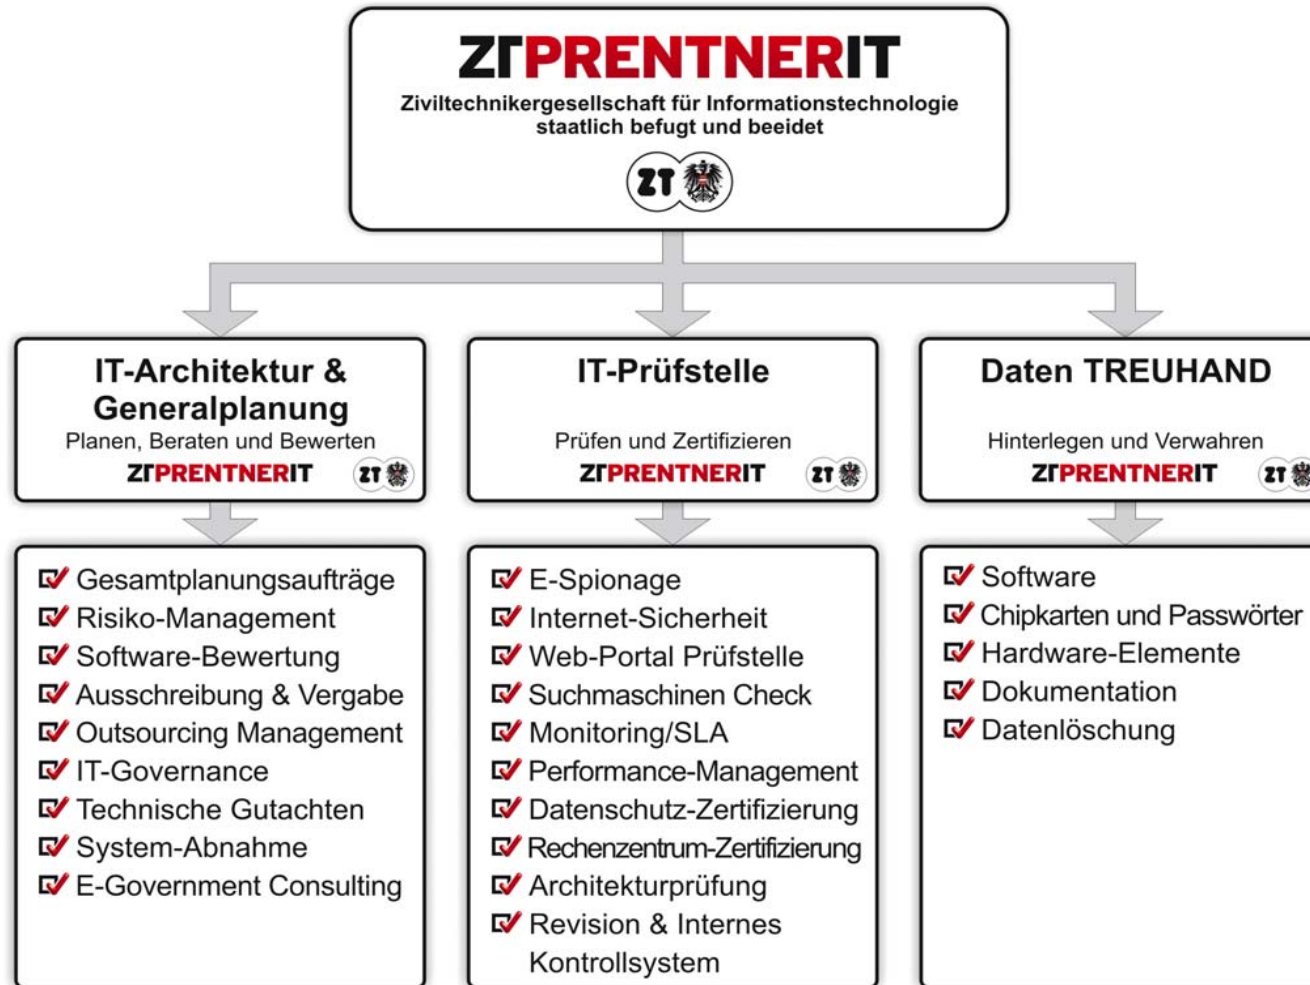 ZTPRENTNERIT
Ziviltechnikergesellschaft für Informationstechnologie
staatlich befugt und beeidet
ZT
IT-Architektur &
Generalplanung
Planen, Beraten und Bewerten
ZTPRENTNERIT ZT
Gesamtplanungsaufträge
Risiko-Management
Software-Bewertung
Ausschreibung & Vergabe
Outsourcing Management
IT-Governance
Technische Gutachten
System-Abnahme
E-Government Consulting
IT-Prüfstelle
Prüfen und Zertifizieren
ZTPRENTNERIT ZT
E-Spionage
Internet-Sicherheit
Web-Portal Prüfstelle
Suchmaschinen Check
Monitoring/SLA
Performance-Management
Datenschutz-Zertifizierung
Rechenzentrum-Zertifizierung
Architekturprüfung
Revision & Internes
Kontrollsystem
Daten TREUHAND
Hinterlegen und Verwahren
ZTPRENTNERIT ZT
Software
Chipkarten und Passwörter
Hardware-Elemente
Dokumentation
Datenlöschung